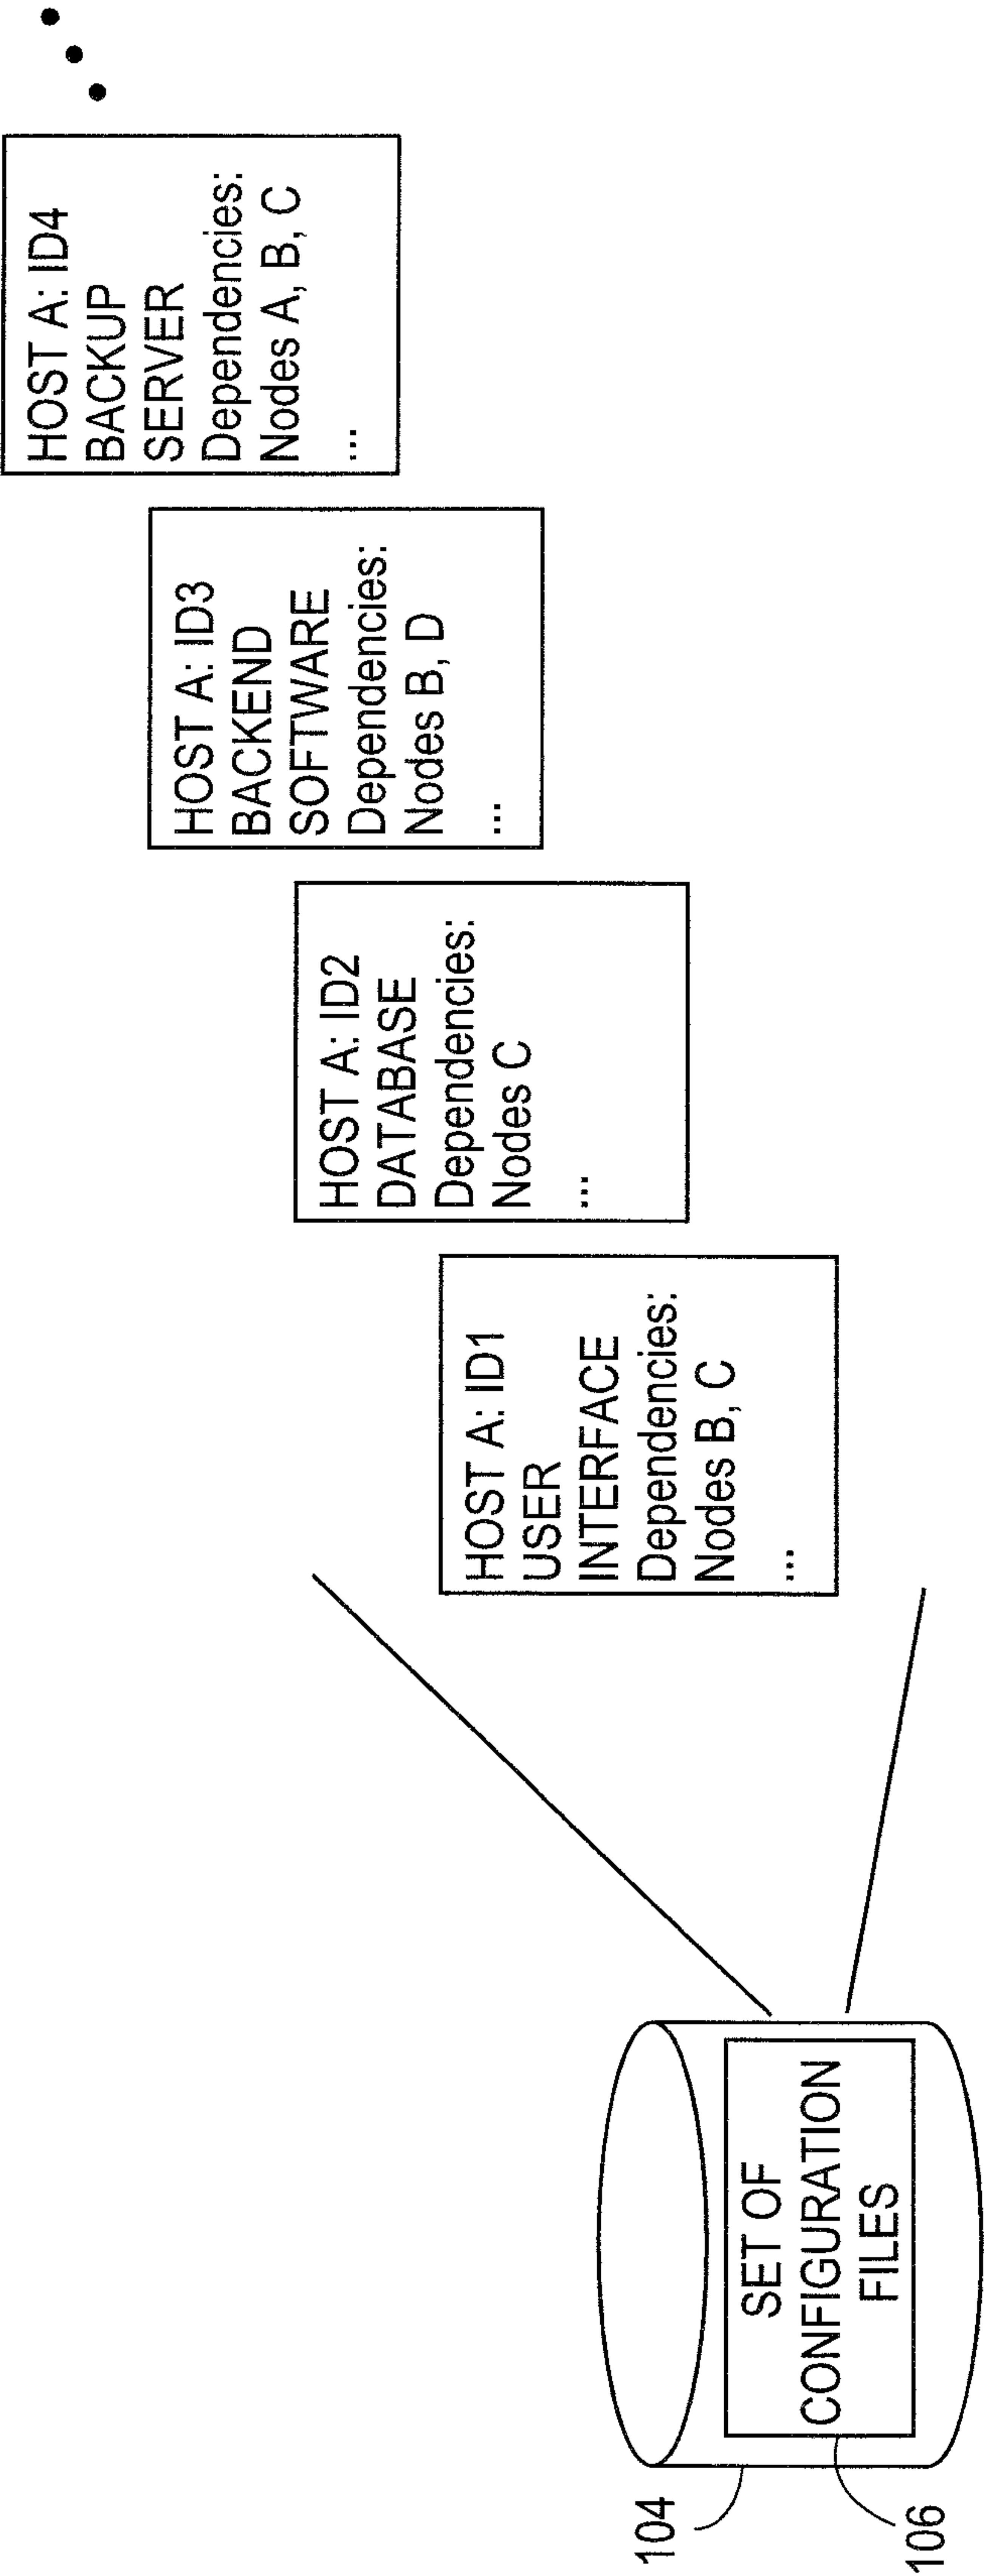 104
106
SET OF
CONFIGURATION
FILES
HOST A: ID1
USER
INTERFACE
Dependencies:
Nodes B, C
...
HOST A: ID2
DATABASE
Dependencies:
Nodes C
...
HOST A: ID3
BACKEND
SOFTWARE
Dependencies:
Nodes B, D
...
HOST A: ID4
BACKUP
SERVER
Dependencies:
Nodes A, B, C
...